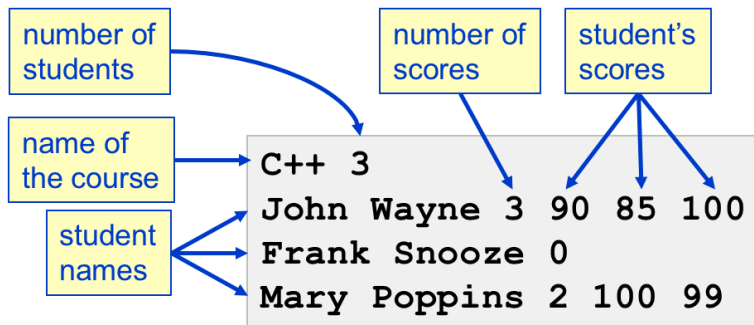 number of
students
number of
scores
student's
scores
name of
the course
C++ 3
John Wayne 3 90 85 100
student
names
Frank Snooze 0
Mary Poppins 2 100 99